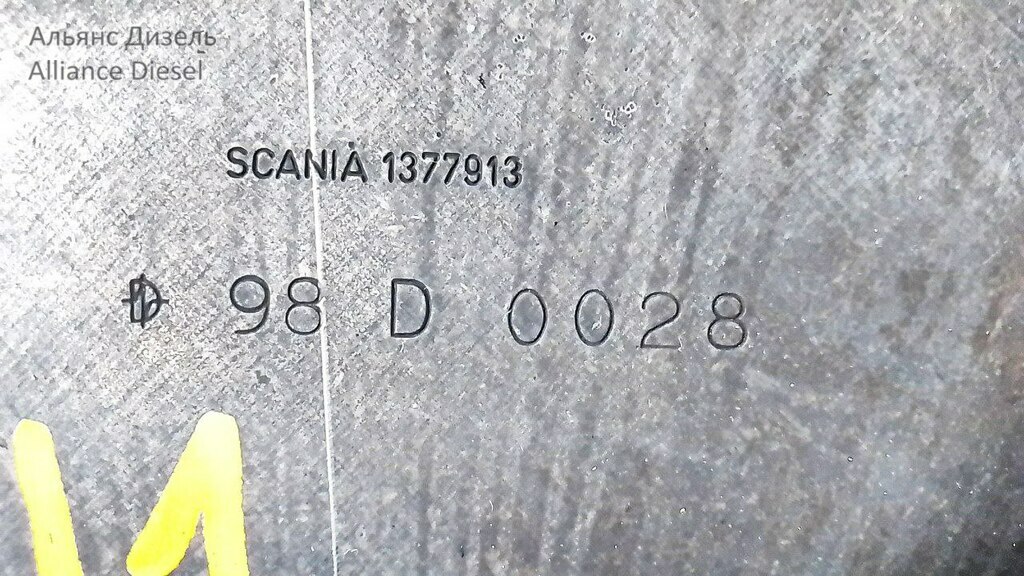 Альянс Дизель
Alliance Diesel
SCANIA 1377913
98 D 0028